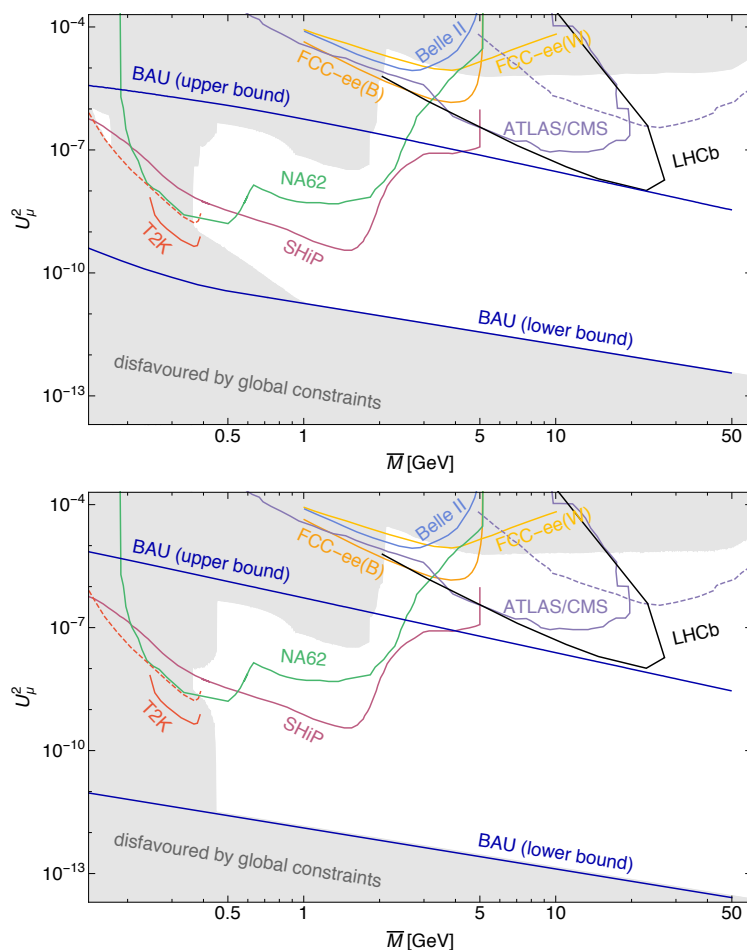 10⁻⁴
10⁻⁷
10⁻¹⁰
10⁻¹³
U²μ
BAU (upper bound)
FCC-ee(B)
Belle II
FCC-ee(W)
ATLAS/CMS
LHCb
NA62
T2K
SHiP
BAU (lower bound)
disfavoured by global constraints
0.5 1 5 10 50
M̅ [GeV]
10⁻⁴
10⁻⁷
10⁻¹⁰
10⁻¹³
U²μ
BAU (upper bound)
FCC-ee(B)
Belle II
FCC-ee(W)
ATLAS/CMS
LHCb
NA62
T2K
SHiP
BAU (lower bound)
disfavoured by global constraints
0.5 1 5 10 50
M̅ [GeV]